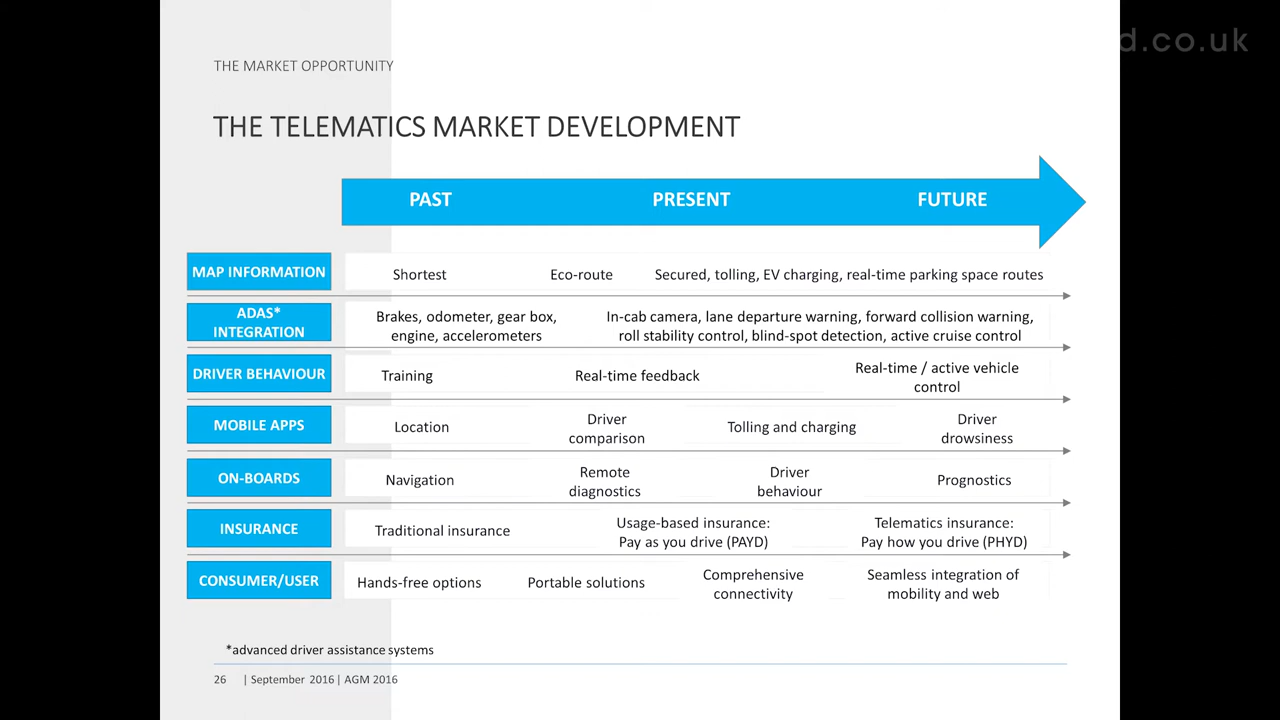 d.co.uk
THE MARKET OPPORTUNITY
THE TELEMATICS MARKET DEVELOPMENT
PAST PRESENT FUTURE
MAP INFORMATION Shortest Eco-route Secured, tolling, EV charging, real-time parking space routes
ADAS*
INTEGRATION
Brakes, odometer, gear box,
engine, accelerometers
In-cab camera, lane departure warning, forward collision warning,
roll stability control, blind-spot detection, active cruise control
DRIVER BEHAVIOUR Training Real-time feedback
Real-time / active vehicle
control
MOBILE APPS Location
Driver
comparison
Tolling and charging
Driver
drowsiness
ON-BOARDS Navigation
Remote
diagnostics
Driver
behaviour
Prognostics
INSURANCE Traditional insurance
Usage-based insurance:
Pay as you drive (PAYD)
Telematics insurance:
Pay how you drive (PHYD)
CONSUMER/USER Hands-free options Portable solutions
Comprehensive
connectivity
Seamless integration of
mobility and web
*advanced driver assistance systems
26 | September 2016 | AGM 2016